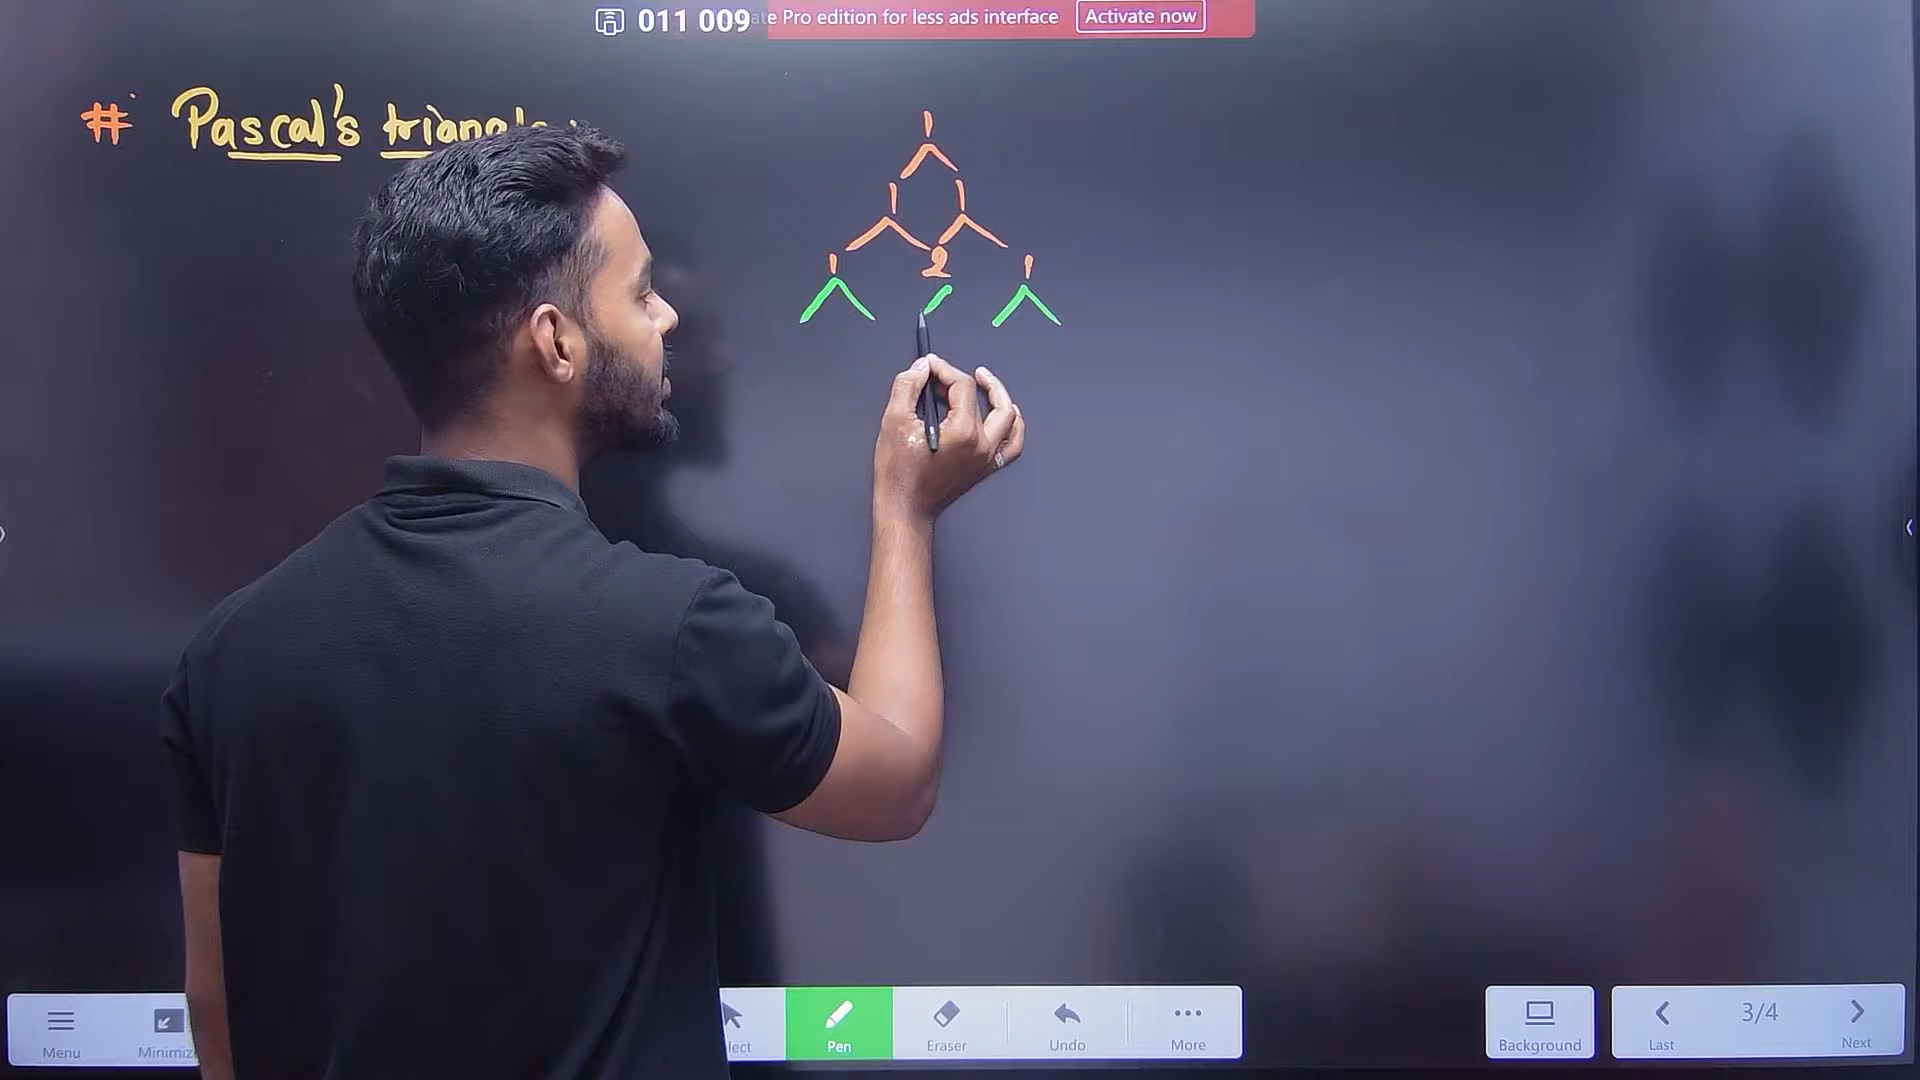 011 009
te Pro edition for less ads interface
Activate now
# Pascal's
1
1 1
1 2 1
Menu
Pen
Eraser
Undo
More
Background
Last
3/4
Next